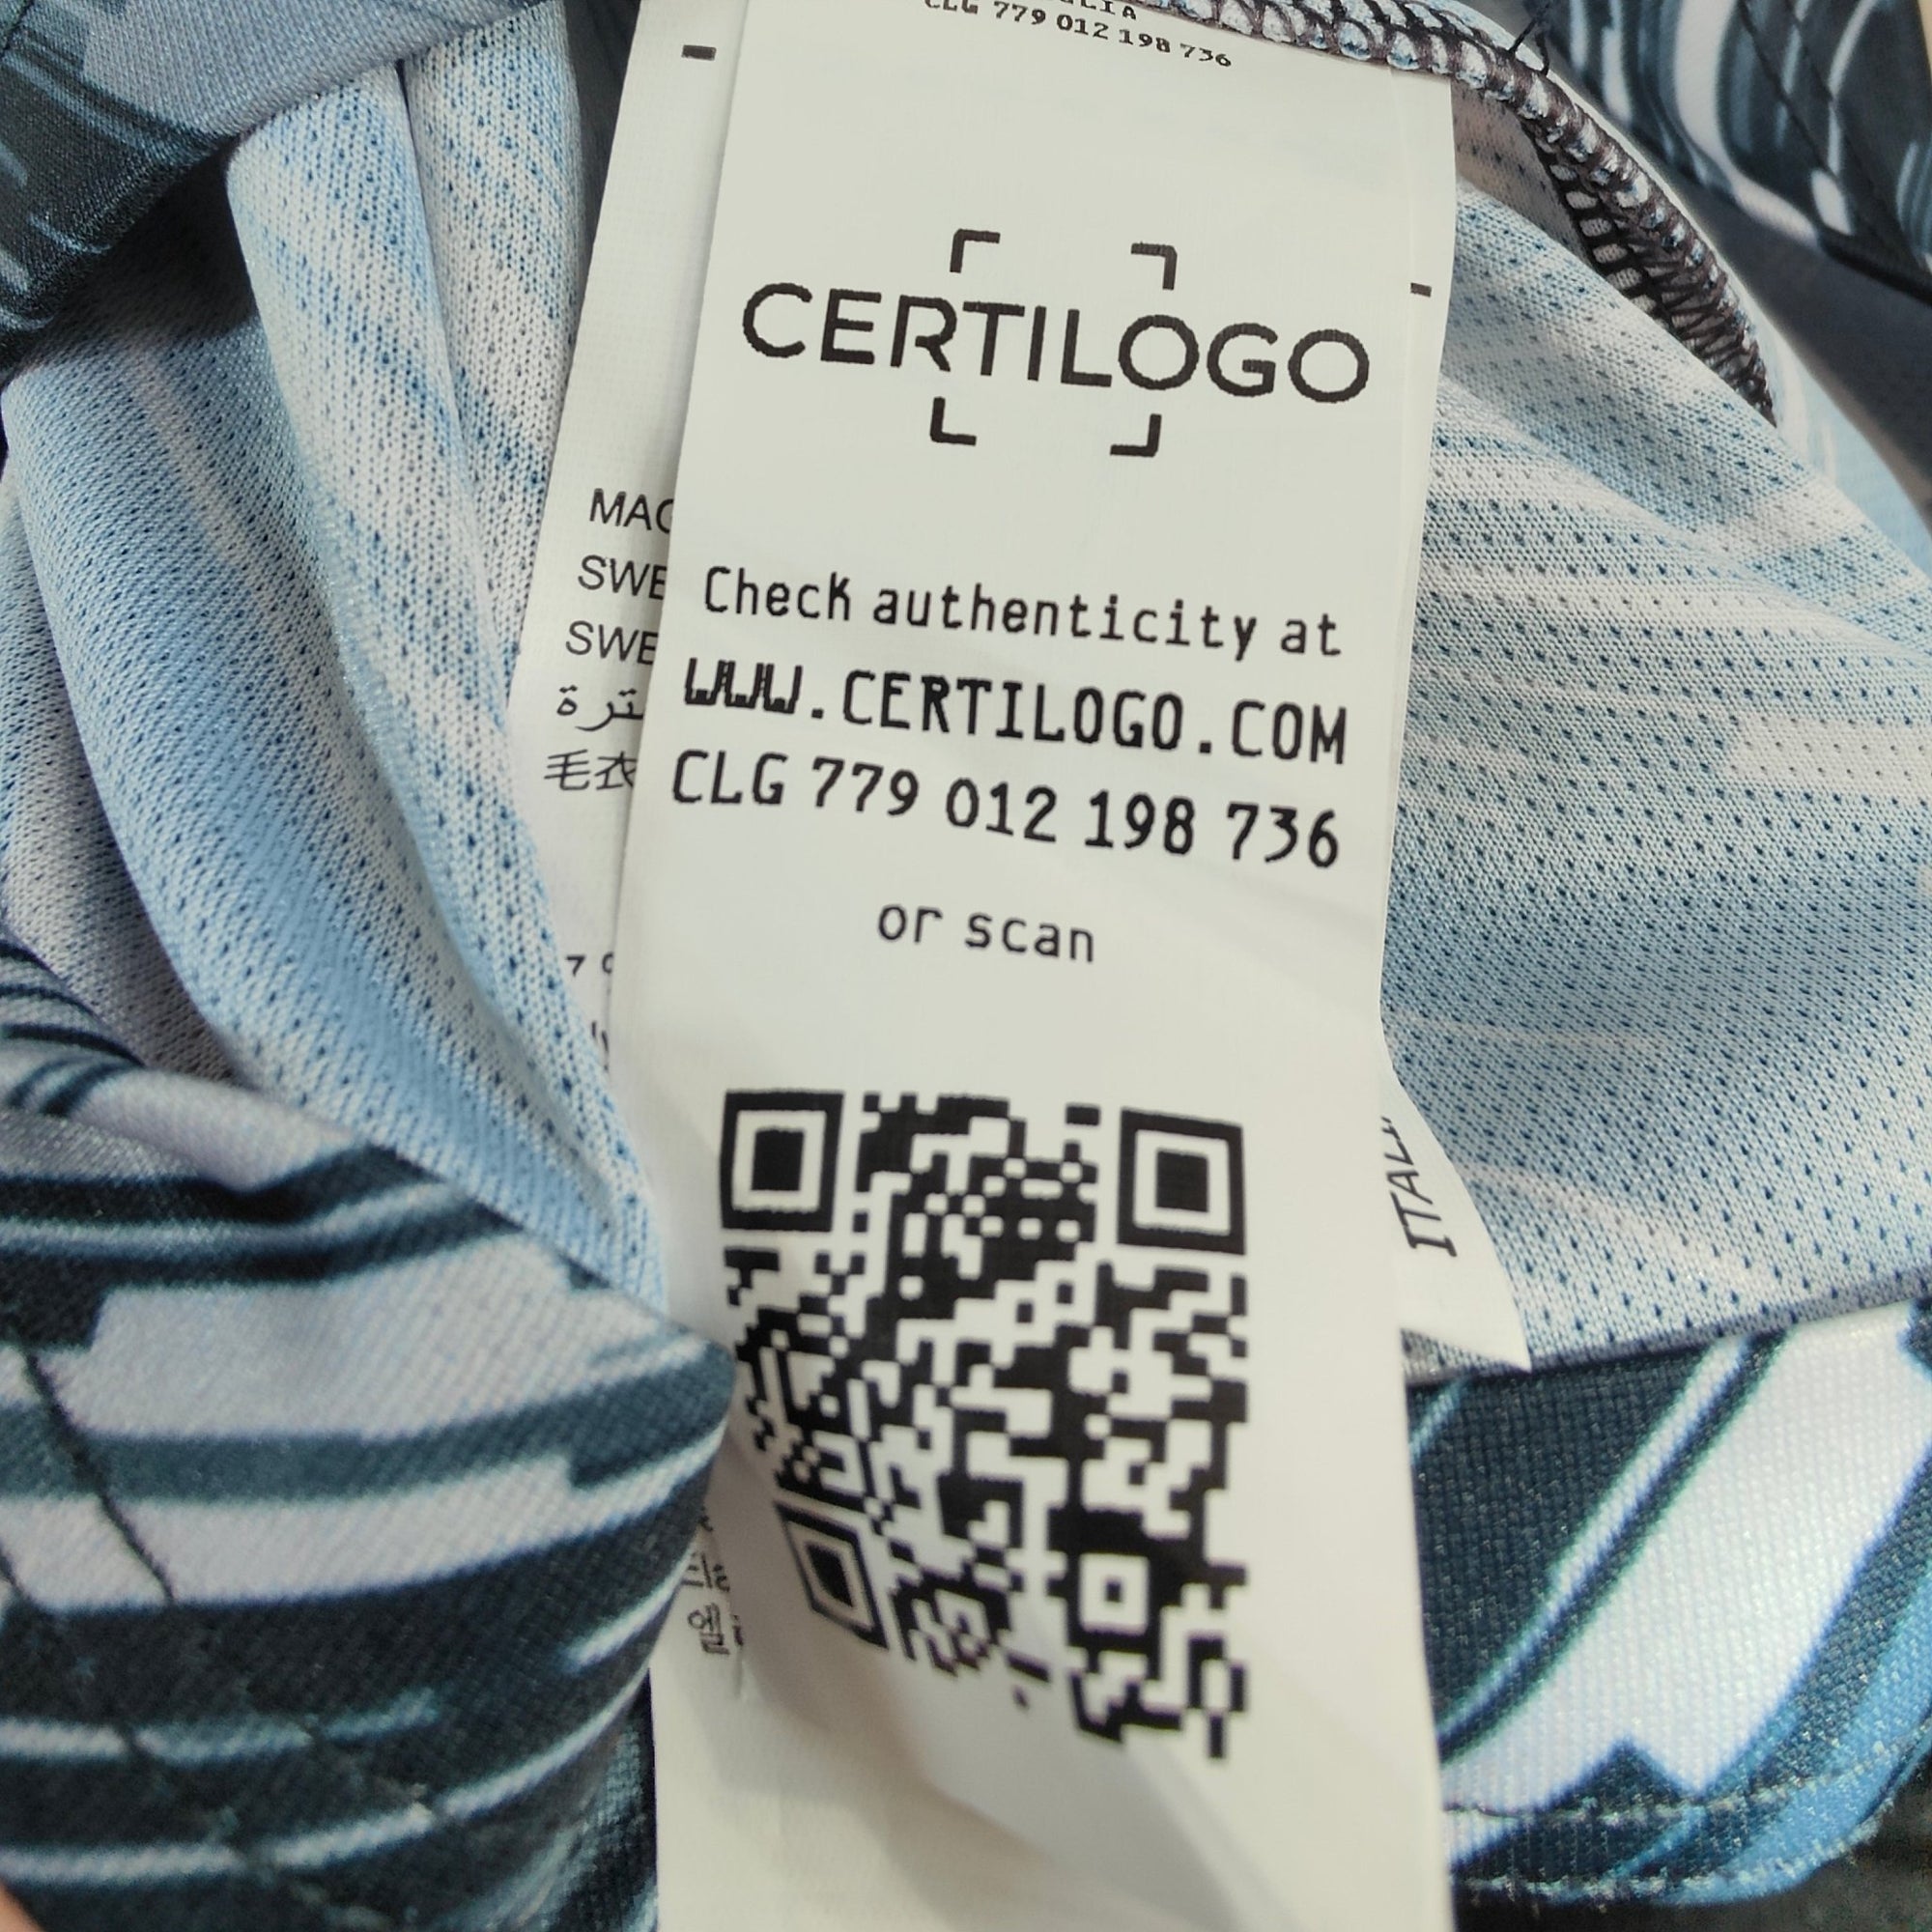 CLG 779 012 198 736
CERTILOGO
Check authenticity at
WWW.CERTILOGO.COM
CLG 779 012 198 736
or scan
MAG
SWE
SWE
毛衣